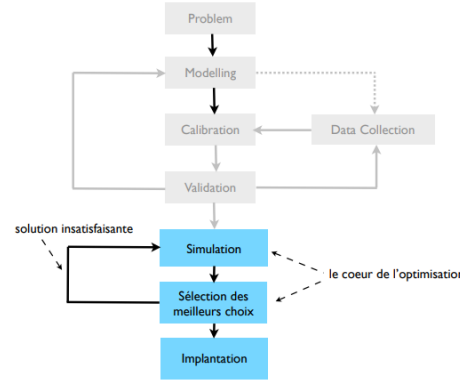 Problem
Modelling
Calibration
Data Collection
Validation
solution insatisfaisante
Simulation
le coeur de l'optimisation
Sélection des
meilleurs choix
Implantation